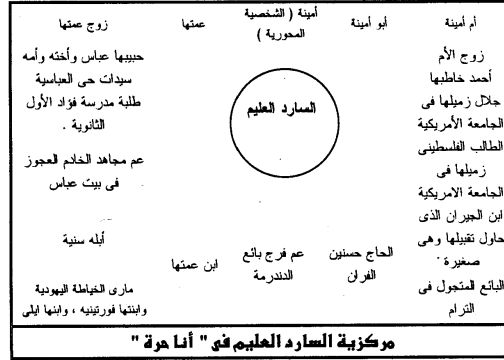 أم أمينة
أبو أمينة
أمينة ( الشخصية
المحورية )
عمتها
زوج عمتها
زوج الأم
أحمد خاطبها
جلال زميلها فى
الجامعة الأمريكية
الطالب الفلسطينى
زميلها فى
الجامعة الامريكية
ابن الجيران الذى
حاول تقبيلها وهى
صغيرة .
البائع المتجول فى
الترام
السارد العليم
حبيبها عباس وأخته وأمه
سيدات حى العباسية
طلبة مدرسة فؤاد الأول
الثانوية .
عم مجاهد الخادم العجوز
فى بيت عباس
أبله سنية
مارى الخياطة اليهودية
وابنتها فورتينيه ، وابنها ايلى
الحاج حسنين
الفران
عم فرج بائع
الدندرمة
ابن عمتها
مركزية السارد العليم فى " أنا حرة "